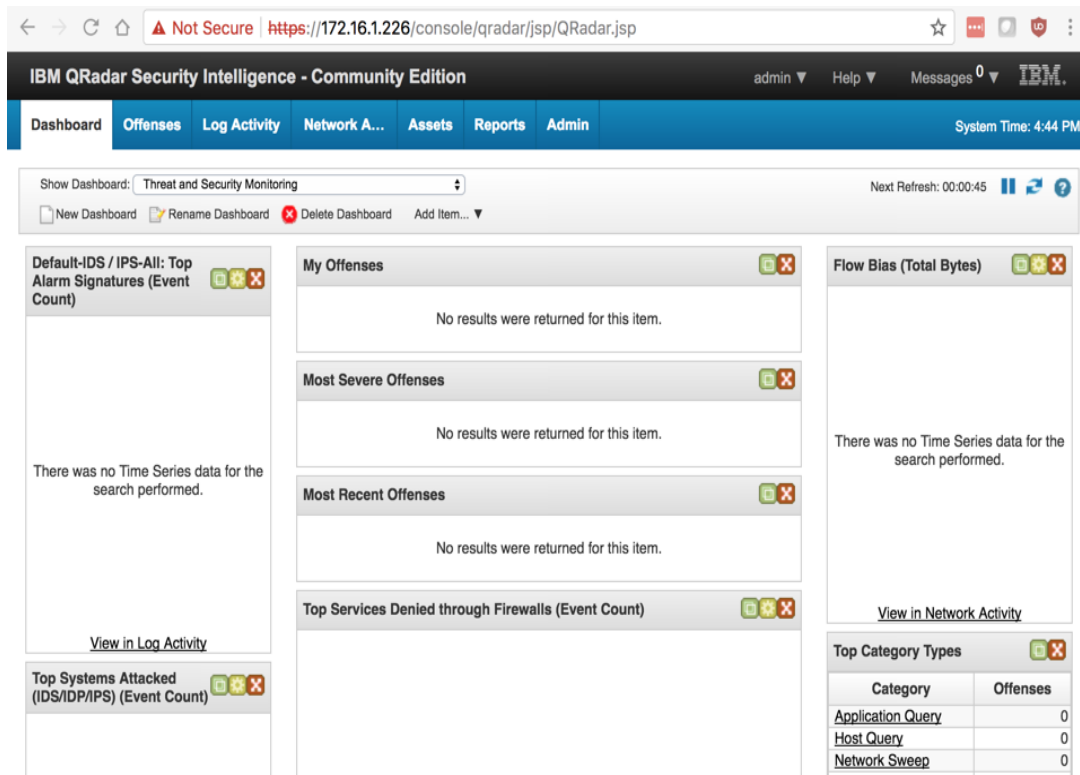 Not Secure https://172.16.1.226/console/qradar/jsp/QRadar.jsp
IBM QRadar Security Intelligence - Community Edition
admin ▼ Help ▼ Messages 0 ▼ IBM.
Dashboard Offenses Log Activity Network A... Assets Reports Admin
System Time: 4:44 PM
Show Dashboard: Threat and Security Monitoring
Next Refresh: 00:00:45
New Dashboard Rename Dashboard Delete Dashboard Add Item... ▼
Default-IDS / IPS-All: Top
Alarm Signatures (Event
Count)
There was no Time Series data for the
search performed.
View in Log Activity
Top Systems Attacked
(IDS/IDP/IPS) (Event Count)
My Offenses
No results were returned for this item.
Most Severe Offenses
No results were returned for this item.
Most Recent Offenses
No results were returned for this item.
Top Services Denied through Firewalls (Event Count)
Flow Bias (Total Bytes)
There was no Time Series data for the
search performed.
View in Network Activity
Top Category Types
Category Offenses
Application Query 0
Host Query 0
Network Sweep 0